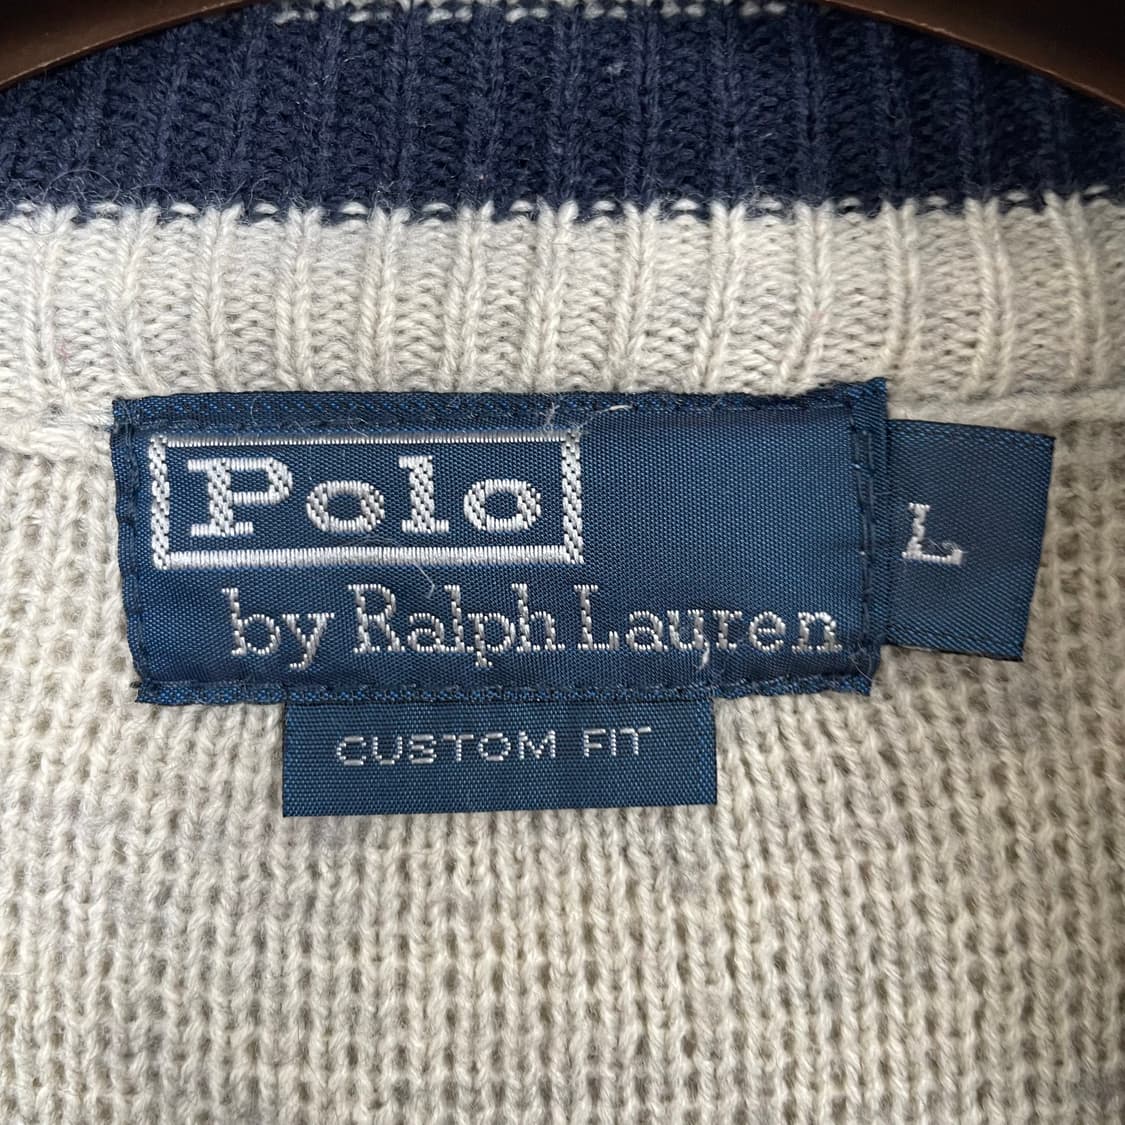 Polo
by Ralph Lauren
L
CUSTOM FIT